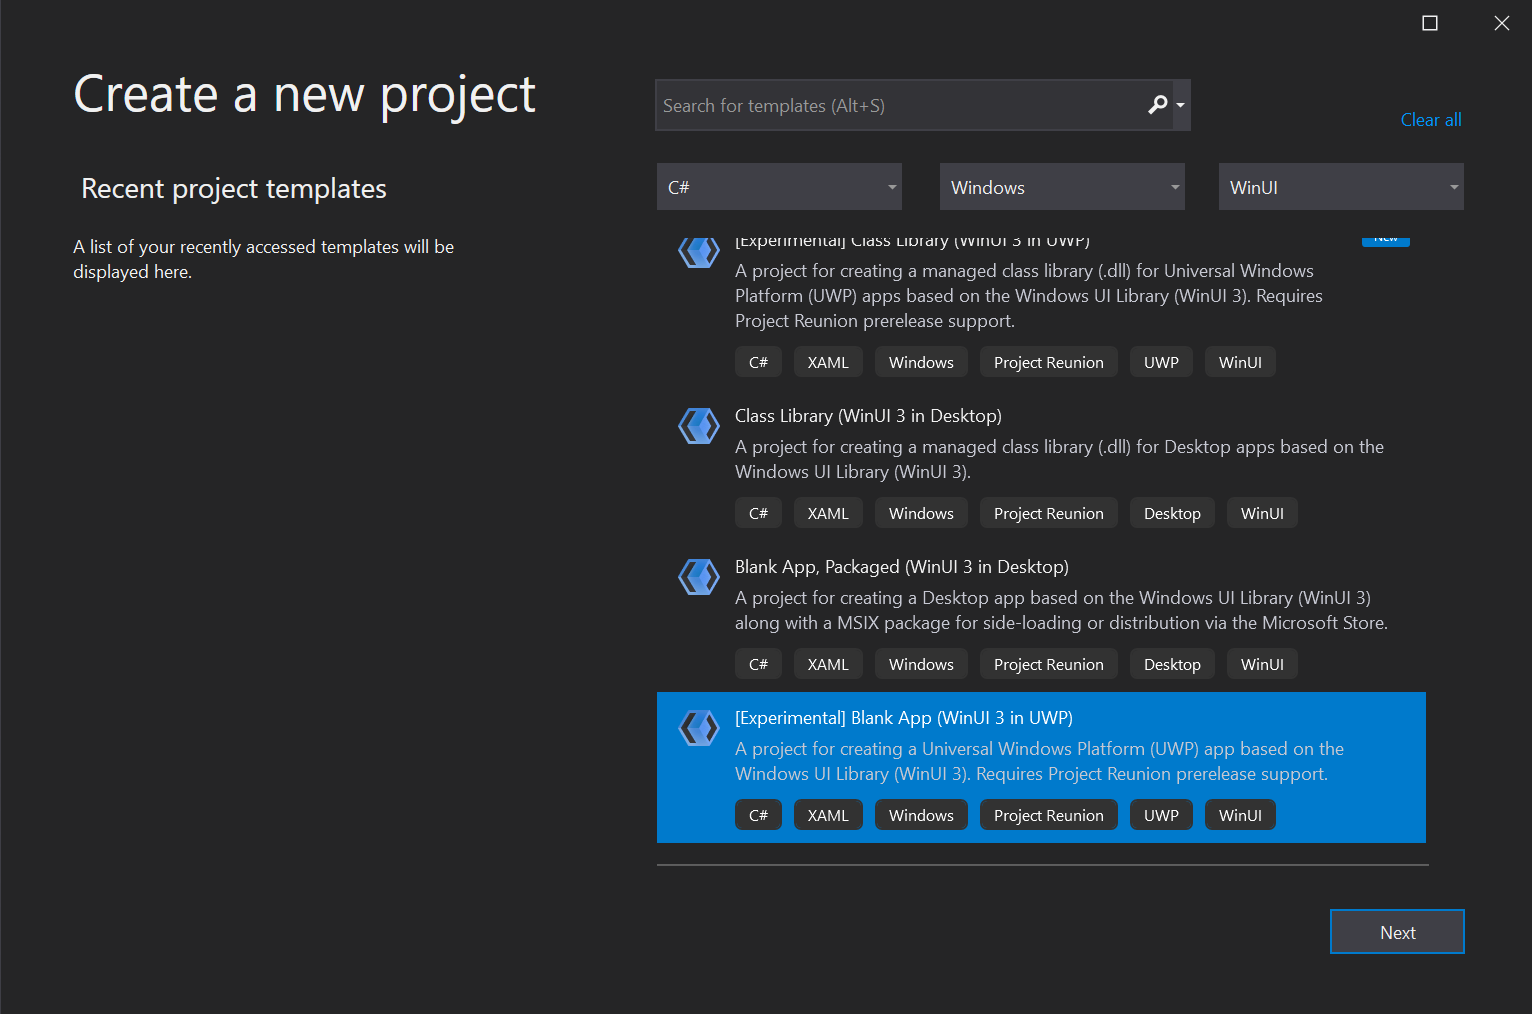 Create a new project
Search for templates (Alt+S)
Clear all
Recent project templates
A list of your recently accessed templates will be
displayed here.
C#
Windows
WinUI
[Experimental] Class Library (WinUI 3 in UWP)
New
A project for creating a managed class library (.dll) for Universal Windows
Platform (UWP) apps based on the Windows UI Library (WinUI 3). Requires
Project Reunion prerelease support.
C# XAML Windows Project Reunion UWP WinUI
Class Library (WinUI 3 in Desktop)
A project for creating a managed class library (.dll) for Desktop apps based on the
Windows UI Library (WinUI 3).
C# XAML Windows Project Reunion Desktop WinUI
Blank App, Packaged (WinUI 3 in Desktop)
A project for creating a Desktop app based on the Windows UI Library (WinUI 3)
along with a MSIX package for side-loading or distribution via the Microsoft Store.
C# XAML Windows Project Reunion Desktop WinUI
[Experimental] Blank App (WinUI 3 in UWP)
A project for creating a Universal Windows Platform (UWP) app based on the
Windows UI Library (WinUI 3). Requires Project Reunion prerelease support.
C# XAML Windows Project Reunion UWP WinUI
Next